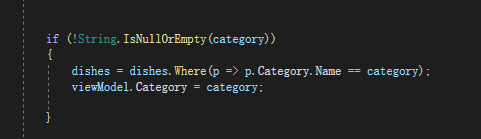 if (!String.IsNullOrEmpty(category))
{
dishes = dishes.Where(p => p.Category.Name == category);
viewModel.Category = category;
}